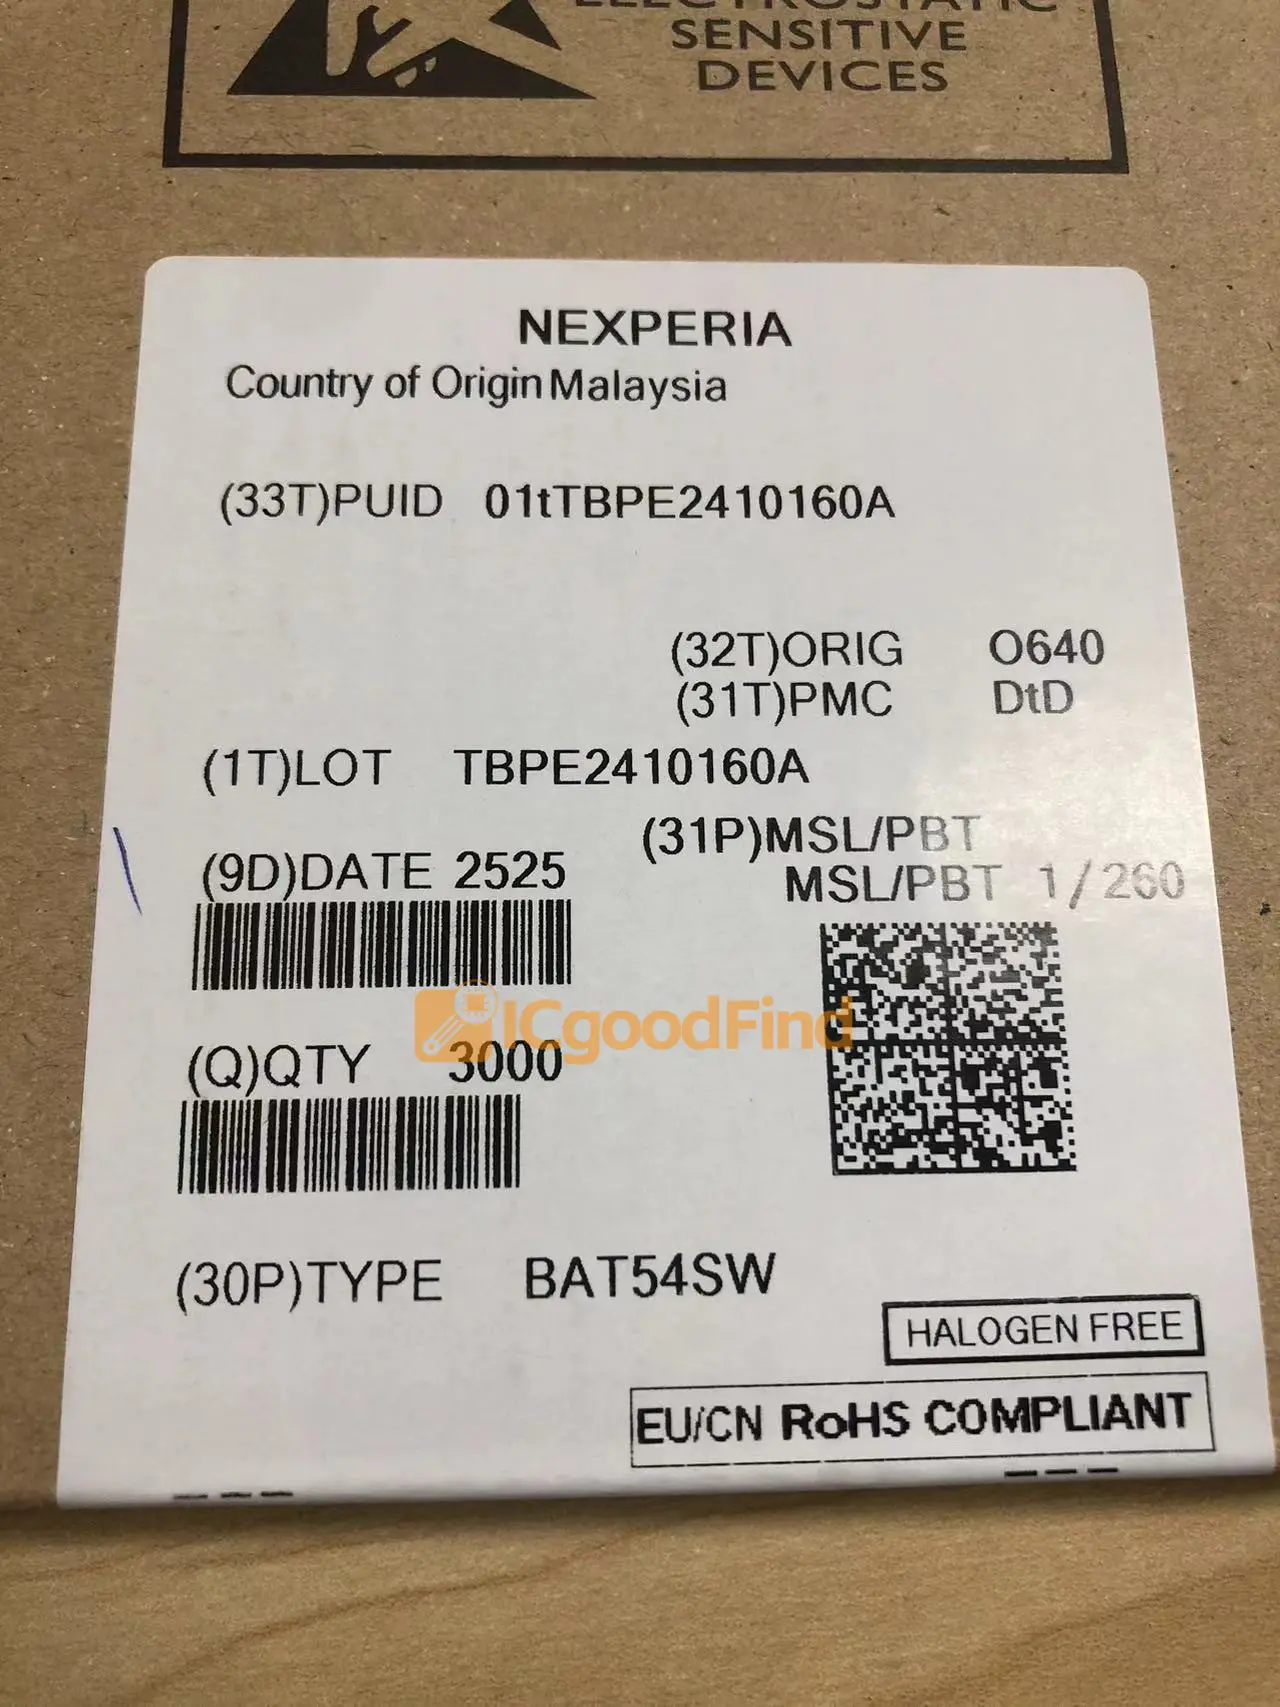 ELECTROSTATIC
SENSITIVE
DEVICES
NEXPERIA
Country of Origin Malaysia
(33T)PUID 01tTBPE2410160A
(32T)ORIG O640
(31T)PMC DtD
(1T)LOT TBPE2410160A
(31P)MSL/PBT
(9D)DATE 2525
MSL/PBT 1/260
ICgoodFind
(Q)QTY 3000
(30P)TYPE BAT54SW
HALOGEN FREE
EU/CN RoHS COMPLIANT